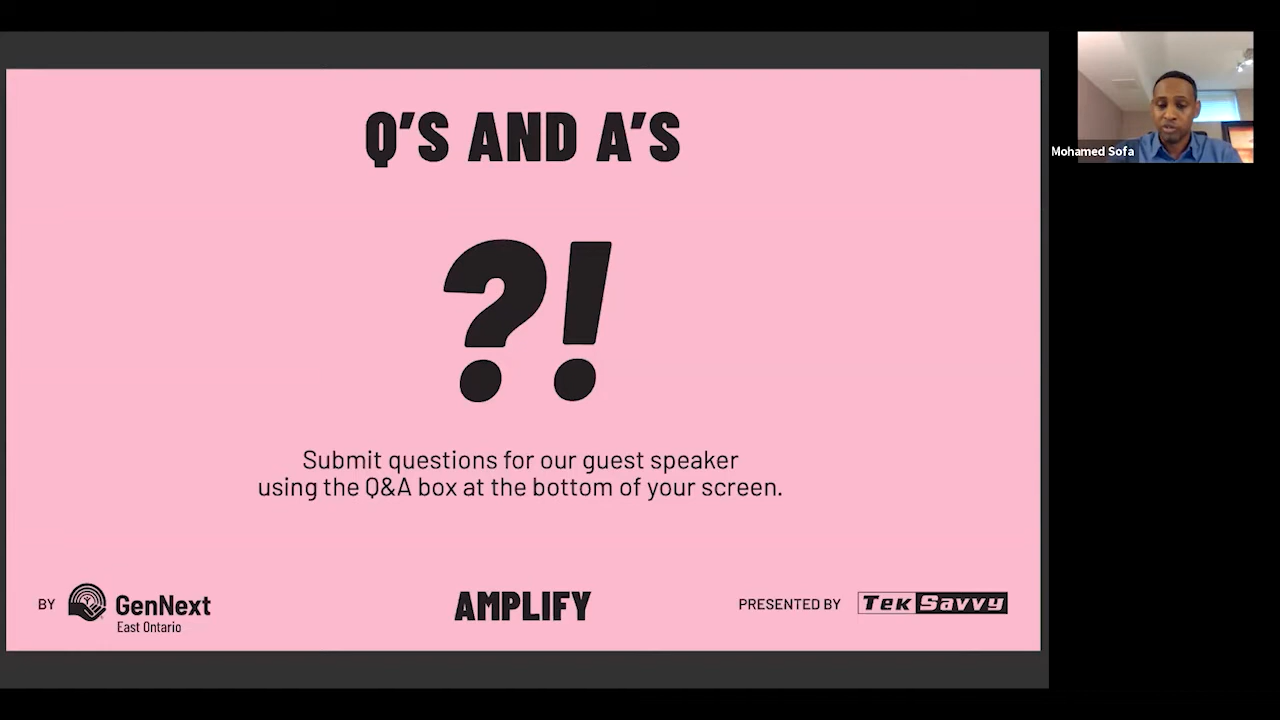 Q'S AND A'S
?!
Submit questions for our guest speaker
using the Q&A box at the bottom of your screen.
BY
GenNext
East Ontario
AMPLIFY
PRESENTED BY
TekSavvy
Mohamed Sofa